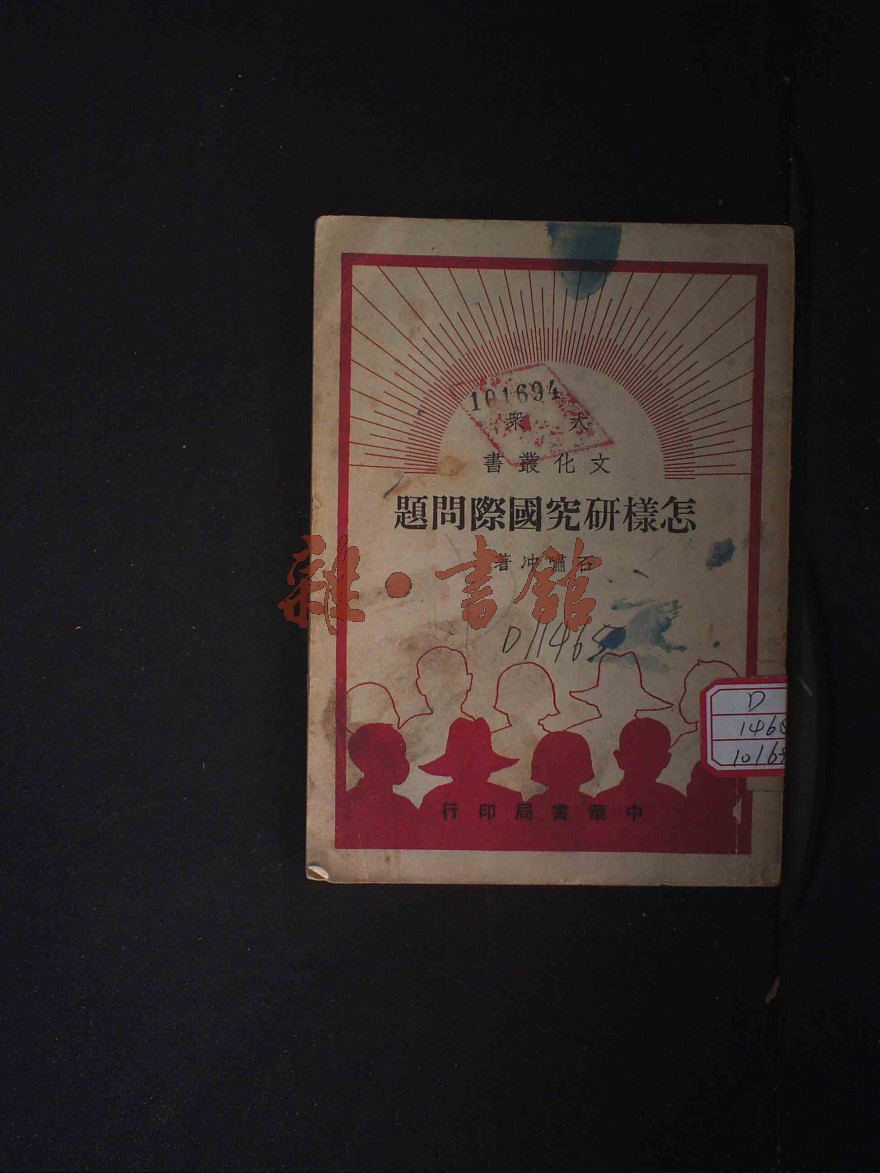 101694
大衆
文化叢書
怎樣研究國際問題
石嘯冲著
雜·書館
D11465
D
1465
10169
中華書局印行